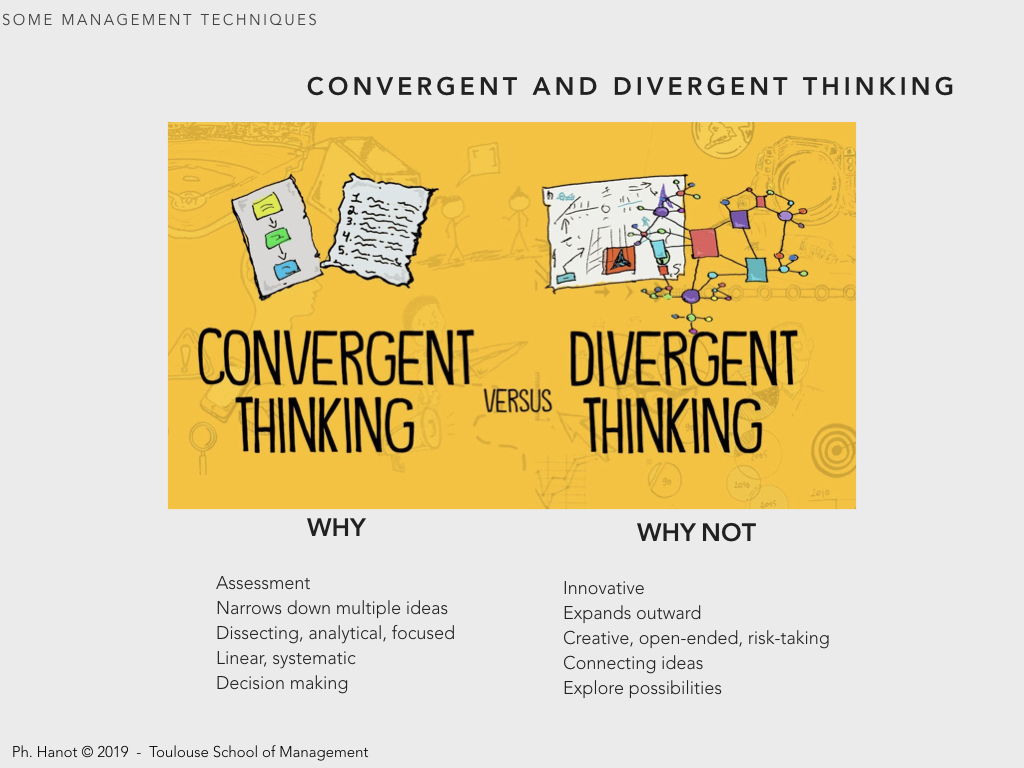 SOME MANAGEMENT TECHNIQUES
CONVERGENT AND DIVERGENT THINKING
1.
2.
3.
4.
5.
CONVERGENT
THINKING
VERSUS
DIVERGENT
THINKING
WHY
Assessment
Narrows down multiple ideas
Dissecting, analytical, focused
Linear, systematic
Decision making
WHY NOT
Innovative
Expands outward
Creative, open-ended, risk-taking
Connecting ideas
Explore possibilities
Ph. Hanot © 2019 - Toulouse School of Management